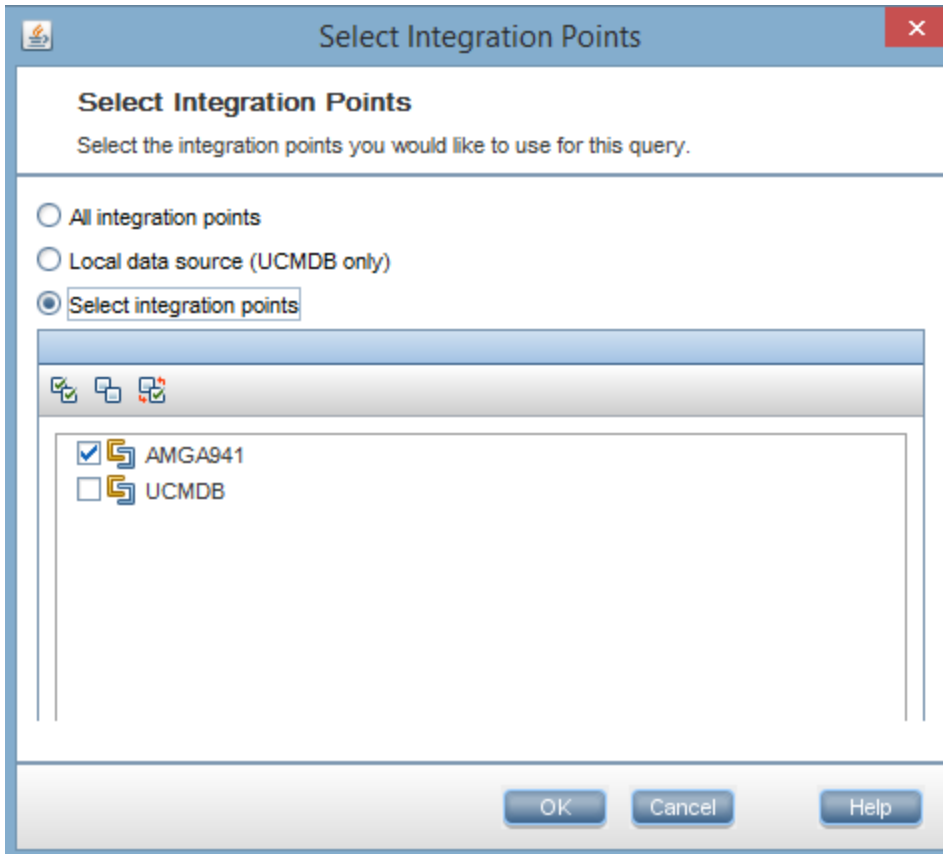 Select Integration Points
Select Integration Points
Select the integration points you would like to use for this query.
All integration points
Local data source (UCMDB only)
Select integration points
AMGA941
UCMDB
OK Cancel Help